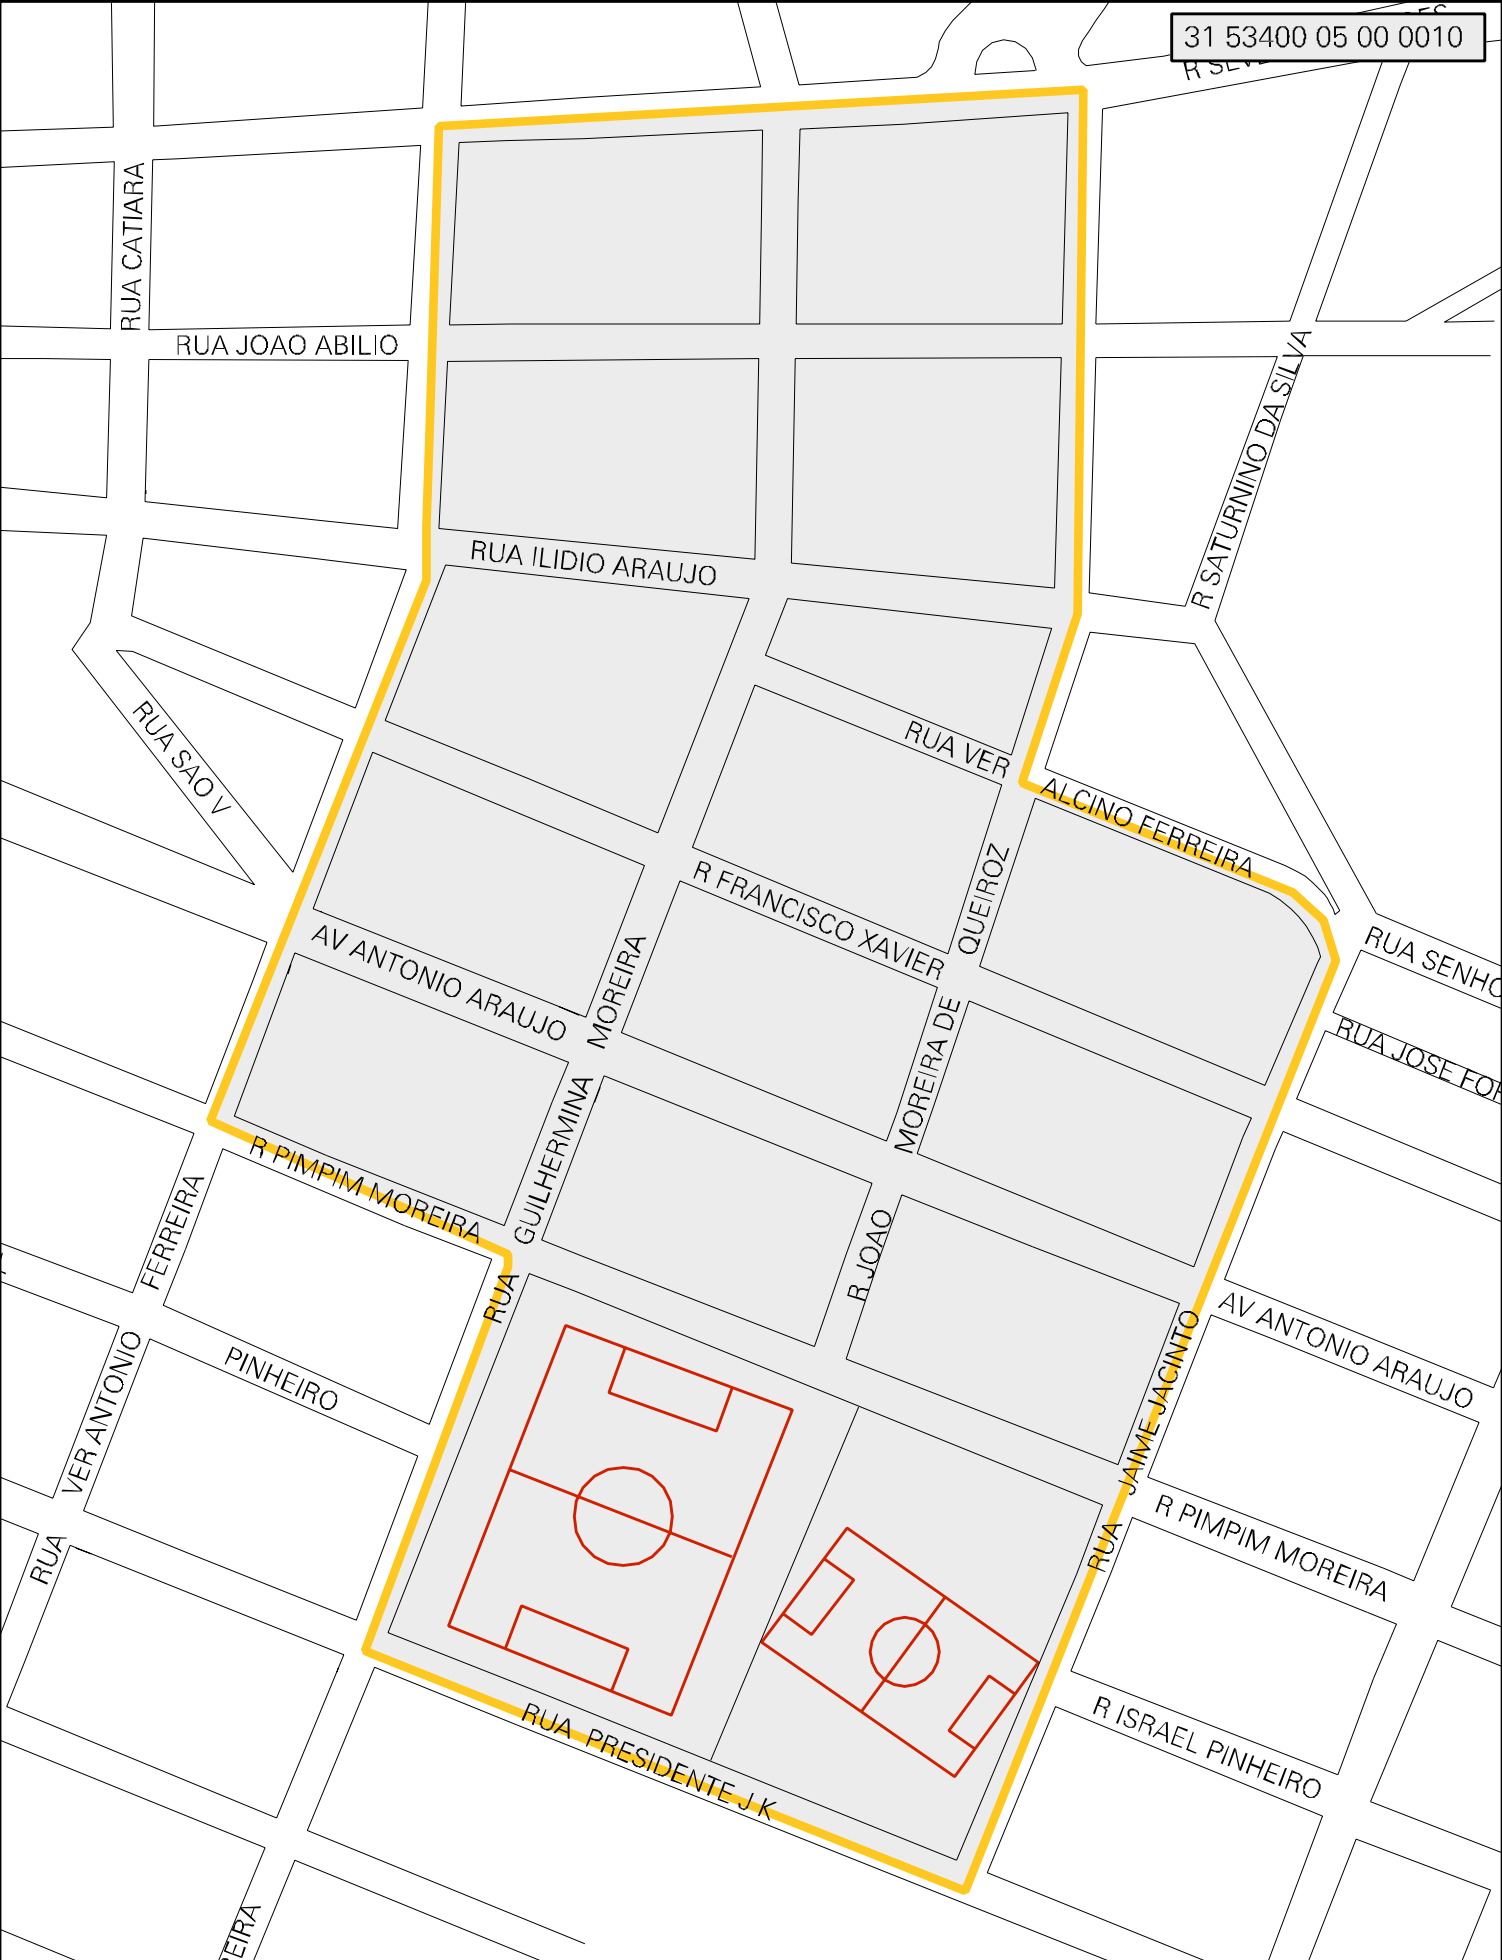 31 53400 05 00 0010
RUA CATIARA
RUA JOAO ABILIO
R SATURNINO DA SILVA
RUA ILIDIO ARAUJO
RUA SAO V
RUA VER
ALCINO FERREIRA
QUEIROZ
R FRANCISCO XAVIER
RUA SENHO
AV ANTONIO ARAUJO
MOREIRA
MOREIRA DE
RUA JOSE FOR
R PIMPIM MOREIRA
GUILHERMINA
FERREIRA
R JOAO
RUA
AV ANTONIO ARAUJO
JAIME JACINTO
PINHEIRO
VER ANTONIO
R PIMPIM MOREIRA
RUA
RUA
R ISRAEL PINHEIRO
RUA PRESIDENTE J K
EIRA